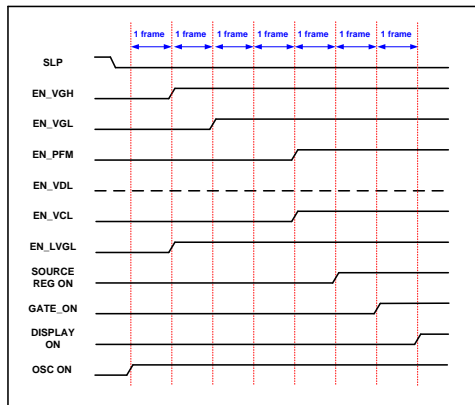 1 frame 1 frame 1 frame 1 frame 1 frame 1 frame 1 frame
SLP
EN_VGH
EN_VGL
EN_PFM
EN_VDL
EN_VCL
EN_LVGL
SOURCE
REG ON
GATE_ON
DISPLAY
ON
OSC ON